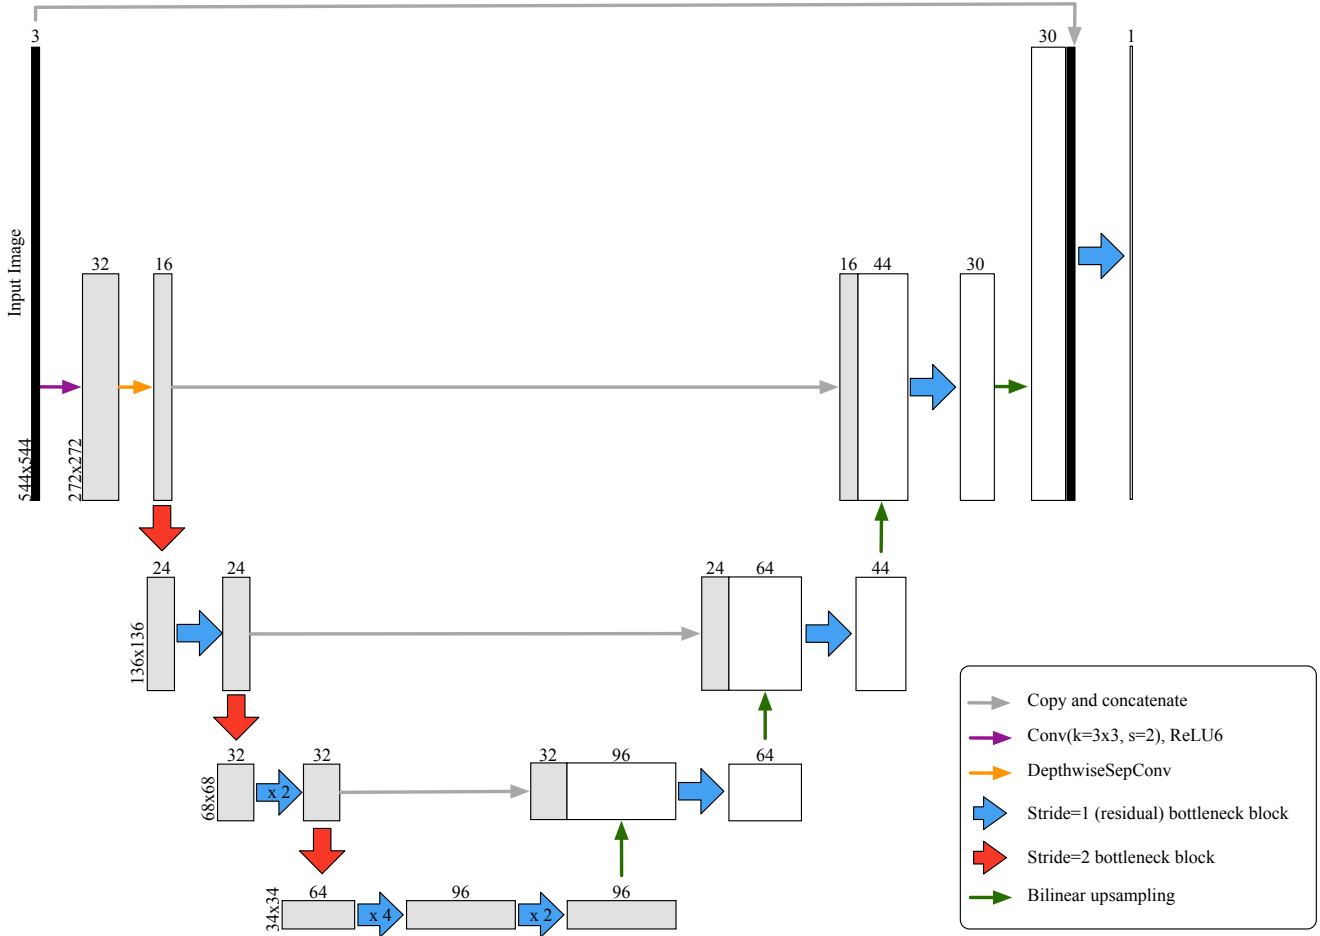 3
30
1
Input Image
544x544
32
16
272x272
16
44
30
24
24
136x136
24
64
44
32
32
68x68
x 2
32
96
64
64
34x34
x 4
96
x 2
96
Copy and concatenate
Conv(k=3x3, s=2), ReLU6
DepthwiseSepConv
Stride=1 (residual) bottleneck block
Stride=2 bottleneck block
Bilinear upsampling